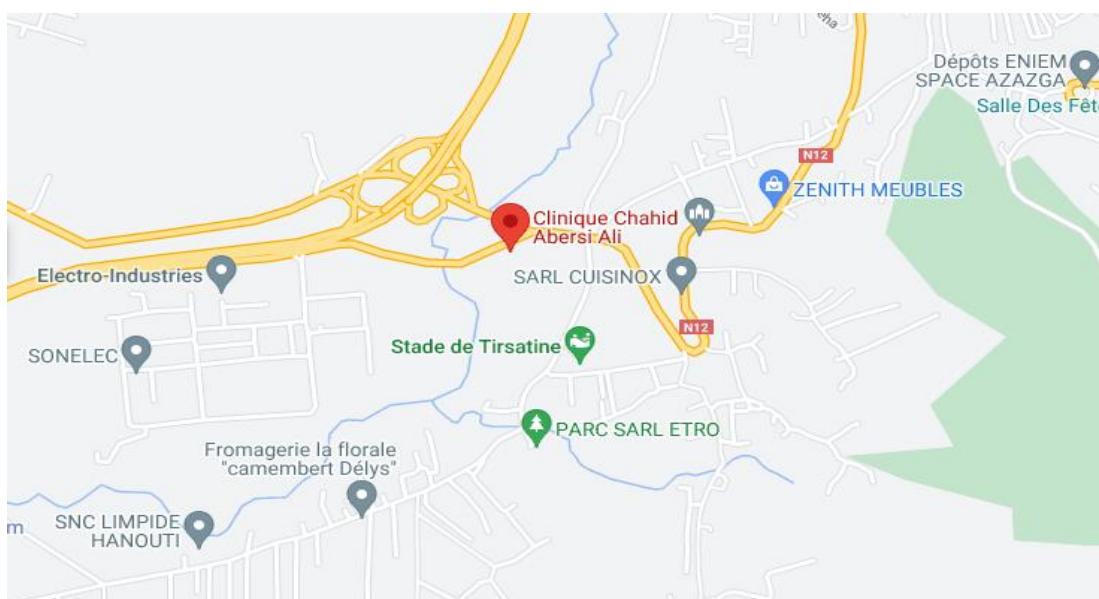 Dépôts ENIEM
SPACE AZAZGA
Salle Des Fêt
N12
ZENITH MEUBLES
Clinique Chahid
Abersi Ali
Electro-Industries
SARL CUISINOX
N12
SONELEC
Stade de Tirsatine
PARC SARL ETRO
Fromagerie la florale
"camembert Délys"
SNC LIMPIDE
HANOUTI
m